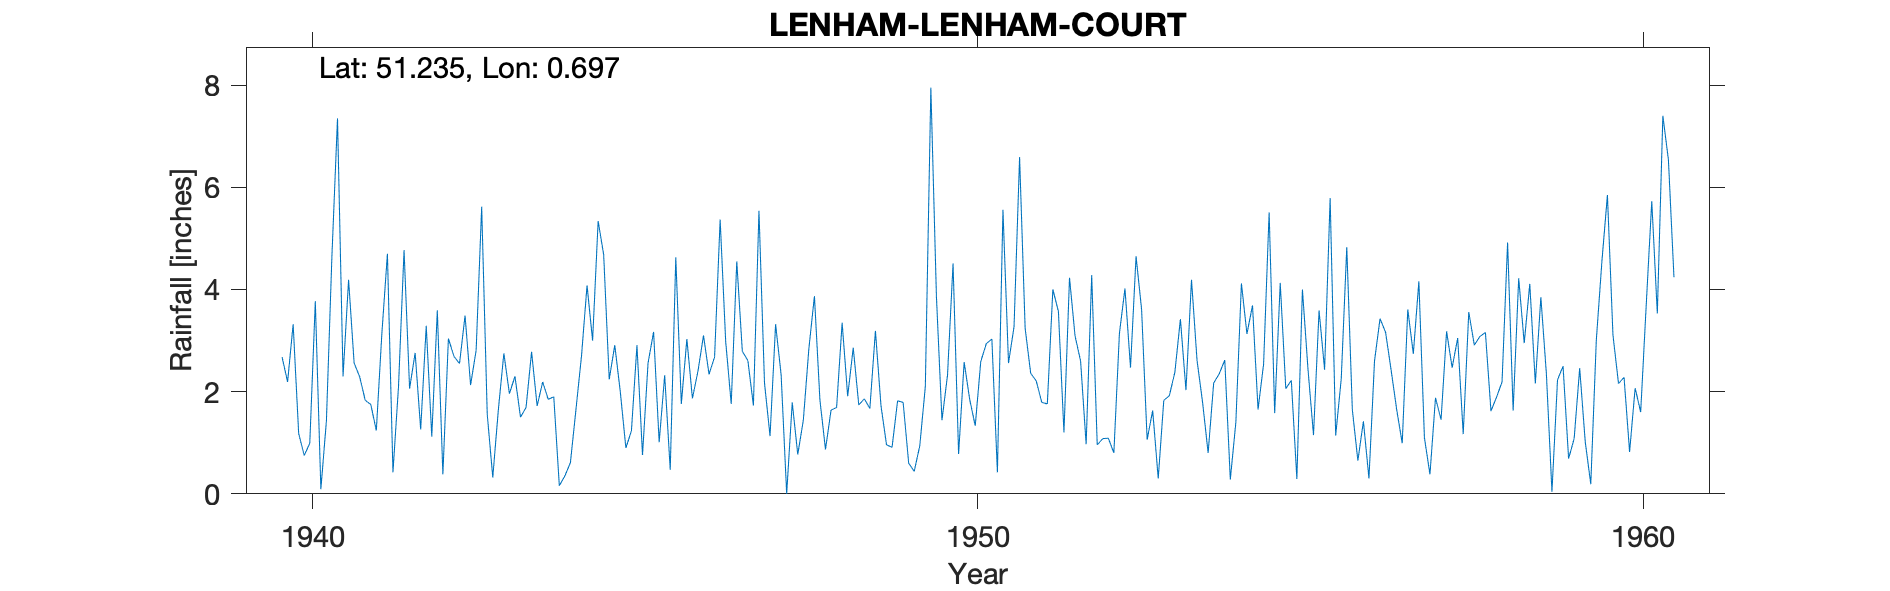 LENHAM-LENHAM-COURT
Lat: 51.235, Lon: 0.697
8
6
4
2
0
Rainfall [inches]
1940 1950 1960
Year